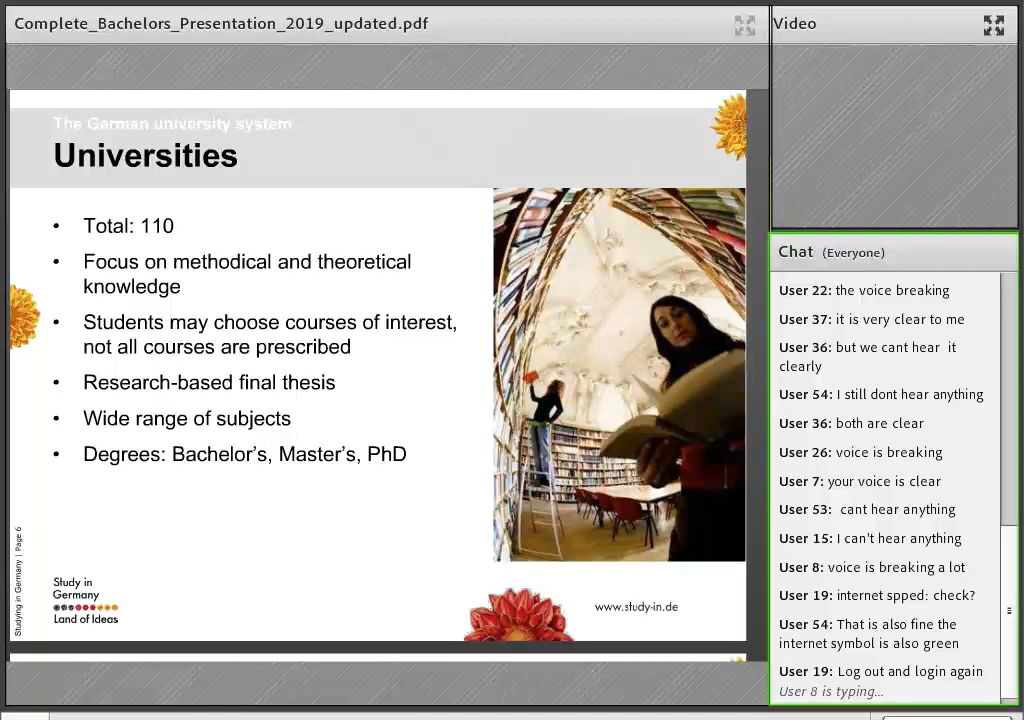 Complete_Bachelors_Presentation_2019_updated.pdf
The German university system
Universities
• Total: 110
• Focus on methodical and theoretical
knowledge
• Students may choose courses of interest,
not all courses are prescribed
• Research-based final thesis
• Wide range of subjects
• Degrees: Bachelor’s, Master’s, PhD
Studying in Germany | Page 6
Study in
Germany
Land of Ideas
www.study-in.de
Video
Chat (Everyone)
User 22: the voice breaking
User 37: it is very clear to me
User 36: but we cant hear it
clearly
User 54: I still dont hear anything
User 36: both are clear
User 26: voice is breaking
User 7: your voice is clear
User 53: cant hear anything
User 15: I can't hear anything
User 8: voice is breaking a lot
User 19: internet spped: check?
User 54: That is also fine the
internet symbol is also green
User 19: Log out and login again
User 8 is typing...